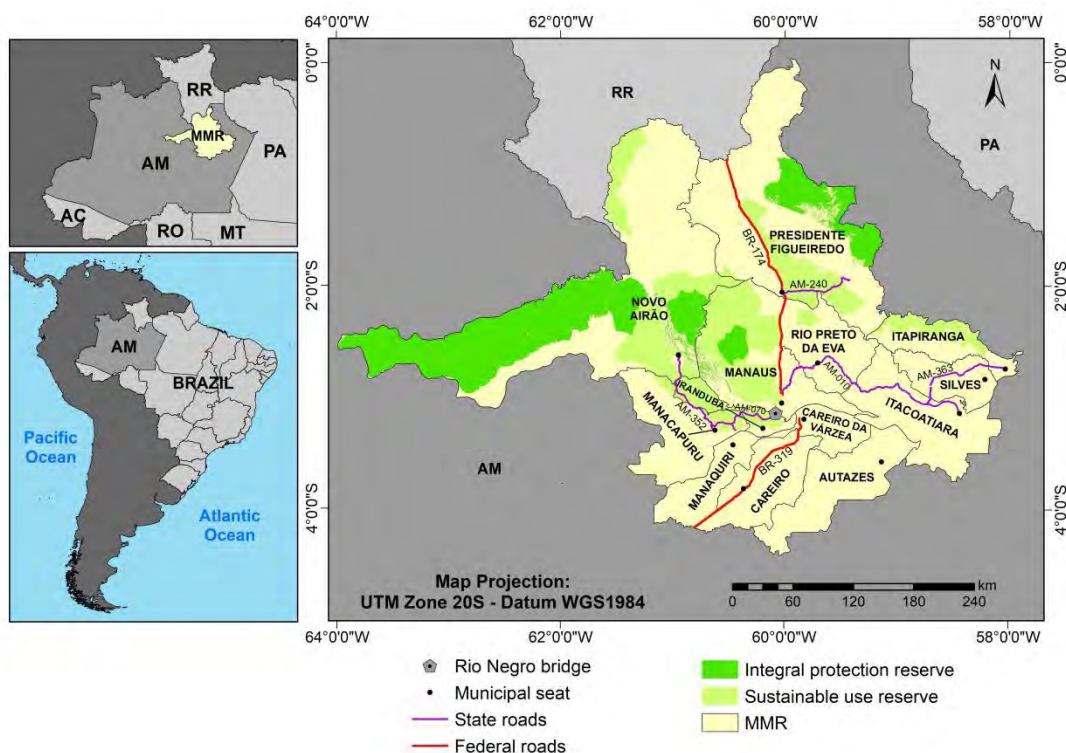 64°0'0"W
62°0'0"W
60°0'0"W
58°0'0"W
RR
MMR
AM
PA
AC
RO
MT
AM
BRAZIL
Pacific
Ocean
Atlantic
Ocean
N
0°0'0"
0°0'0"
RR
PA
BR-174
PRESIDENTE
FIGUEIREDO
2°0'0"S
2°0'0"S
AM-240
NOVO
AIRÃO
RIO PRETO
DA EVA
ITAPIRANGA
MANAUS
AM-010
AM-363
SILVES
IRANDUBA
AM-070
AM-352
ITACOATIARA
MANACAPURU
CAREIRO DA
VÁRZEA
MANAQUIRI
BR-319
CAREIRO
AUTAZES
AM
4°0'0"S
4°0'0"S
Map Projection:
UTM Zone 20S - Datum WGS1984
km
0 30 60 120 180 240
64°0'0"W
62°0'0"W
60°0'0"W
58°0'0"W
Rio Negro bridge
Municipal seat
State roads
Federal roads
Integral protection reserve
Sustainable use reserve
MMR